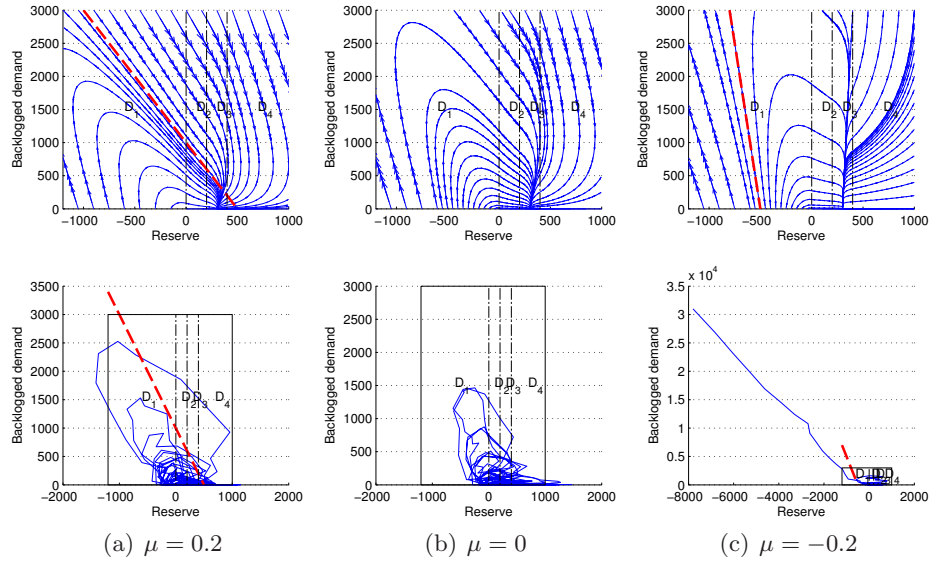 3000
2500
2000
1500
1000
500
0
Backlogged demand
D1
D2
D3
D4
−1000 −500 0 500 1000
Reserve
3000
2500
2000
1500
1000
500
0
Backlogged demand
D1
D2
D3
D4
−1000 −500 0 500 1000
Reserve
3000
2500
2000
1500
1000
500
0
Backlogged demand
D1
D2
D3
−1000 −500 0 500 1000
Reserve
3500
3000
2500
2000
1500
1000
500
0
Backlogged demand
D1
D2
D3
D4
−2000 −1000 0 1000 2000
Reserve
3500
3000
2500
2000
1500
1000
500
0
Backlogged demand
D1
D2
D3
D4
−2000 −1000 0 1000 2000
Reserve
x 10^4
3.5
3
2.5
2
1.5
1
0.5
0
Backlogged demand
−8000 −6000 −4000 −2000 0 2000
Reserve
(a) μ = 0.2
(b) μ = 0
(c) μ = −0.2